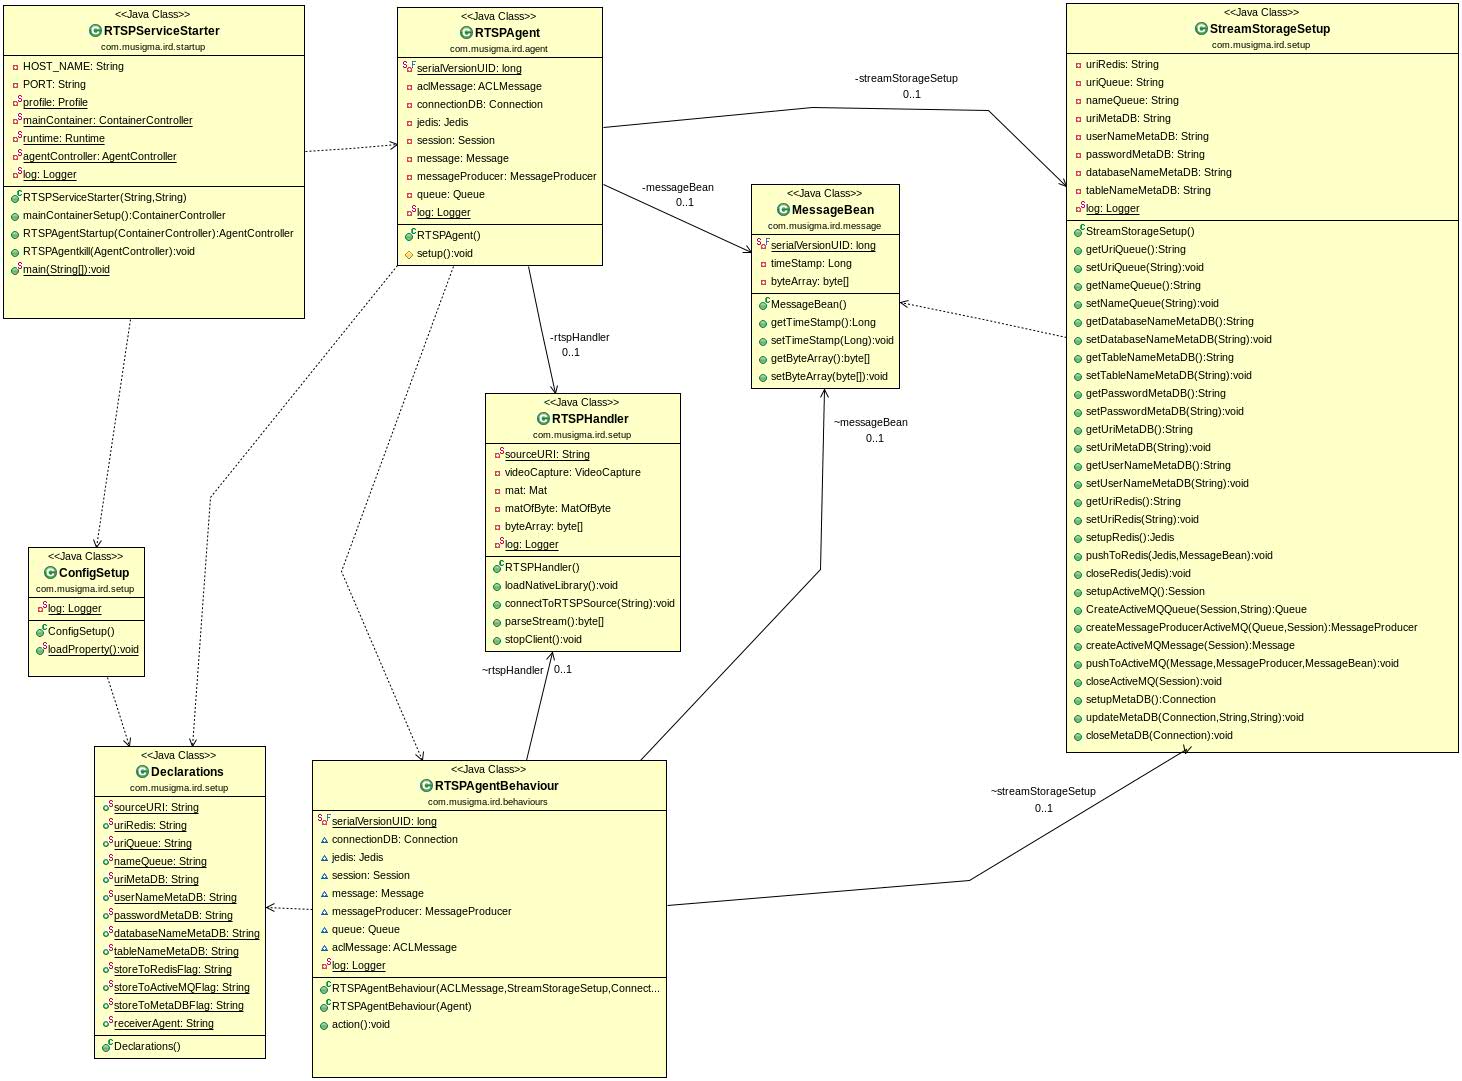 <<Java Class>>
RTSPServiceStarter
com.musigma.ird.startup
HOST_NAME: String
PORT: String
profile: Profile
mainContainer: ContainerController
runtime: Runtime
agentController: AgentController
log: Logger
RTSPServiceStarter(String,String)
mainContainerSetup():ContainerController
RTSPAgentStartup(ContainerController):AgentController
RTSPAgentkill(AgentController):void
main(String[]):void
<<Java Class>>
RTSPAgent
com.musigma.ird.agent
serialVersionUID: long
aclMessage: ACLMessage
connectionDB: Connection
jedis: Jedis
session: Session
message: Message
messageProducer: MessageProducer
queue: Queue
log: Logger
RTSPAgent()
setup():void
-streamStorageSetup
0..1
-messageBean
0..1
-rtspHandler
0..1
<<Java Class>>
MessageBean
com.musigma.ird.message
serialVersionUID: long
timeStamp: Long
byteArray: byte[]
MessageBean()
getTimeStamp():Long
setTimeStamp(Long):void
getByteArray():byte[]
setByteArray(byte[]):void
~messageBean
0..1
<<Java Class>>
StreamStorageSetup
com.musigma.ird.setup
uriRedis: String
uriQueue: String
nameQueue: String
uriMetaDB: String
userNameMetaDB: String
passwordMetaDB: String
databaseNameMetaDB: String
tableNameMetaDB: String
log: Logger
StreamStorageSetup()
getUriQueue():String
setUriQueue(String):void
getNameQueue():String
setNameQueue(String):void
getDatabaseNameMetaDB():String
setDatabaseNameMetaDB(String):void
getTableNameMetaDB():String
setTableNameMetaDB(String):void
getPasswordMetaDB():String
setPasswordMetaDB(String):void
getUriMetaDB():String
setUriMetaDB(String):void
getUserNameMetaDB():String
setUserNameMetaDB(String):void
getUriRedis():String
setUriRedis(String):void
setupRedis():Jedis
pushToRedis(Jedis,MessageBean):void
closeRedis(Jedis):void
setupActiveMQ():Session
CreateActiveMQQueue(Session,String):Queue
createMessageProducerActiveMQ(Queue,Session):MessageProducer
createActiveMQMessage(Session):Message
pushToActiveMQ(Message,MessageProducer,MessageBean):void
closeActiveMQ(Session):void
setupMetaDB():Connection
updateMetaDB(Connection,String,String):void
closeMetaDB(Connection):void
<<Java Class>>
RTSPHandler
com.musigma.ird.setup
sourceURI: String
videoCapture: VideoCapture
mat: Mat
matOfByte: MatOfByte
byteArray: byte[]
log: Logger
RTSPHandler()
loadNativeLibrary():void
connectToRTSPSource(String):void
parseStream():byte[]
stopClient():void
~rtspHandler
0..1
<<Java Class>>
ConfigSetup
com.musigma.ird.setup
log: Logger
ConfigSetup()
loadProperty():void
<<Java Class>>
Declarations
com.musigma.ird.setup
sourceURI: String
uriRedis: String
uriQueue: String
nameQueue: String
uriMetaDB: String
userNameMetaDB: String
passwordMetaDB: String
databaseNameMetaDB: String
tableNameMetaDB: String
storeToRedisFlag: String
storeToActiveMQFlag: String
storeToMetaDBFlag: String
receiverAgent: String
Declarations()
<<Java Class>>
RTSPAgentBehaviour
com.musigma.ird.behaviours
serialVersionUID: long
connectionDB: Connection
jedis: Jedis
session: Session
message: Message
messageProducer: MessageProducer
queue: Queue
aclMessage: ACLMessage
log: Logger
RTSPAgentBehaviour(ACLMessage,StreamStorageSetup,Connect...
RTSPAgentBehaviour(Agent)
action():void
~streamStorageSetup
0..1